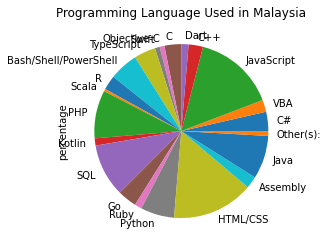 Programming Language Used in Malaysia
C
Dart
C++
JavaScript
VBA
C#
Other(s):
Java
Assembly
HTML/CSS
Python
Ruby
Go
SQL
Kotlin
PHP
Scala
R
Bash/Shell/PowerShell
TypeScript
Swift
percentage